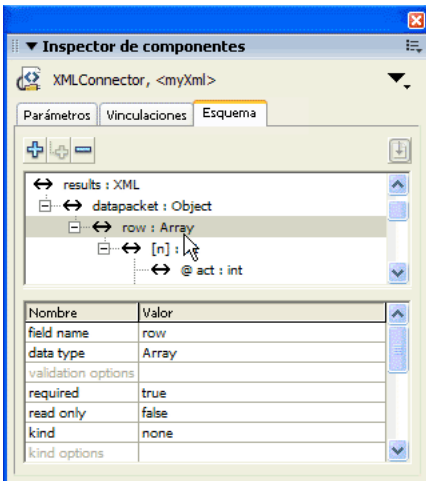 Inspector de componentes
XMLConnector, <myXml>
Parámetros Vinculaciones Esquema
results : XML
datapacket : Object
row : Array
[n] :
@ act : int
Nombre Valor
field name row
data type Array
validation options
required true
read only false
kind none
kind options